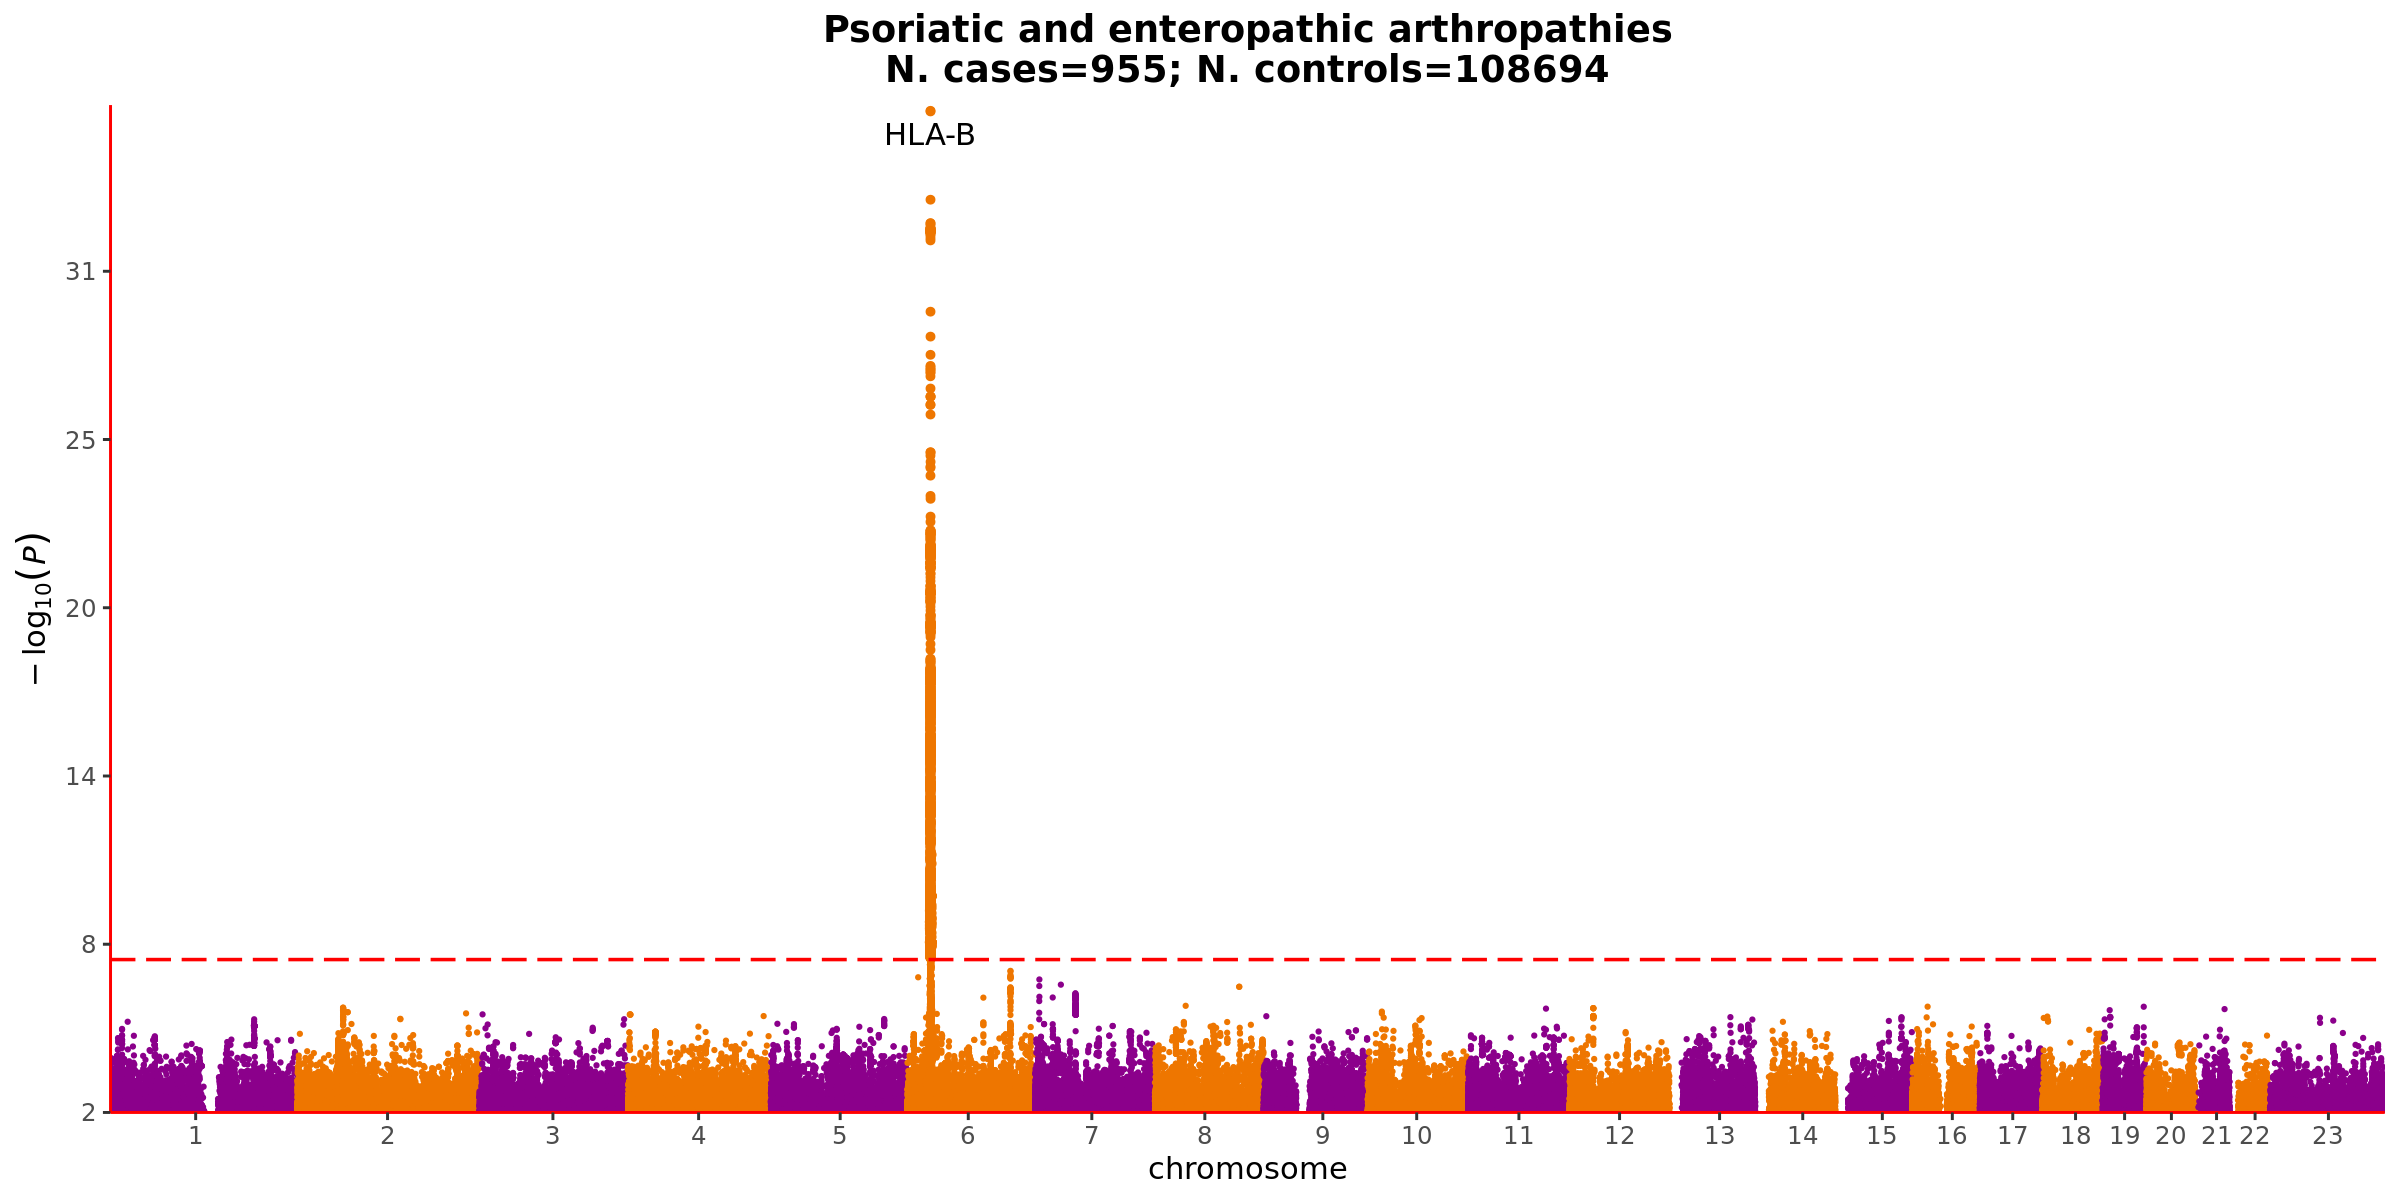 Psoriatic and enteropathic arthropathies
N. cases=955; N. controls=108694
HLA-B
31
25
20
14
8
2
−log10(P)
1 2 3 4 5 6 7 8 9 10 11 12 13 14 15 16 17 18 19 20 21 22 23
chromosome